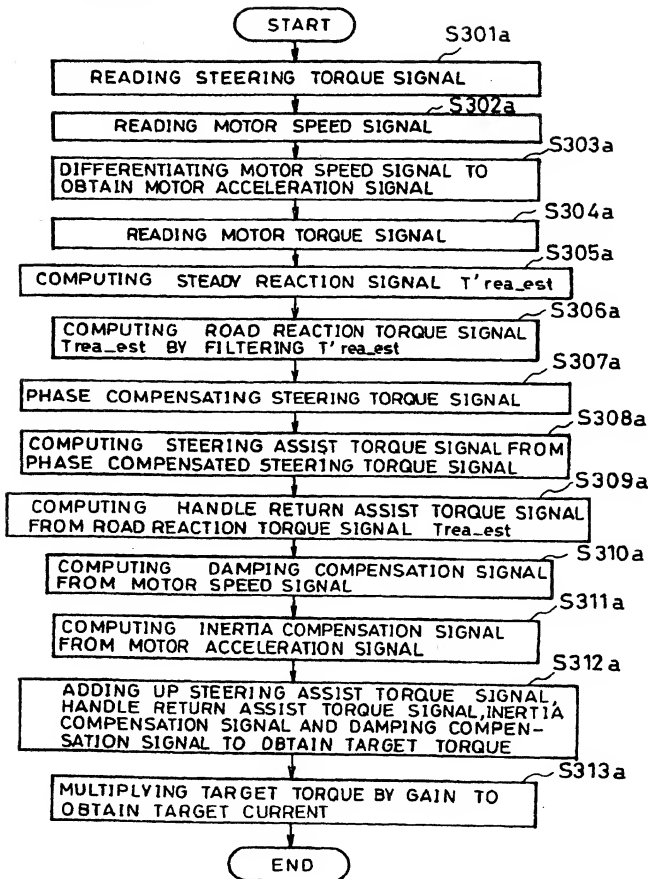 START
S301a
READING STEERING TORQUE SIGNAL
S302a
READING MOTOR SPEED SIGNAL
S303a
DIFFERENTIATING MOTOR SPEED SIGNAL TO
OBTAIN MOTOR ACCELERATION SIGNAL
S304a
READING MOTOR TORQUE SIGNAL
S305a
COMPUTING STEADY REACTION SIGNAL T'rea_est
S306a
COMPUTING ROAD REACTION TORQUE SIGNAL
Trea_est BY FILTERING T'rea_est
S307a
PHASE COMPENSATING STEERING TORQUE SIGNAL
S308a
COMPUTING STEERING ASSIST TORQUE SIGNAL FROM
PHASE COMPENSATED STEERING TORQUE SIGNAL
S309a
COMPUTING HANDLE RETURN ASSIST TORQUE SIGNAL
FROM ROAD REACTION TORQUE SIGNAL Trea_est
S310a
COMPUTING DAMPING COMPENSATION SIGNAL
FROM MOTOR SPEED SIGNAL
S311a
COMPUTING INERTIA COMPENSATION SIGNAL
FROM MOTOR ACCELERATION SIGNAL
S312a
ADDING UP STEERING ASSIST TORQUE SIGNAL,
HANDLE RETURN ASSIST TORQUE SIGNAL, INERTIA
COMPENSATION SIGNAL AND DAMPING COMPEN-
SATION SIGNAL TO OBTAIN TARGET TORQUE
S313a
MULTIPLYING TARGET TORQUE BY GAIN TO
OBTAIN TARGET CURRENT
END